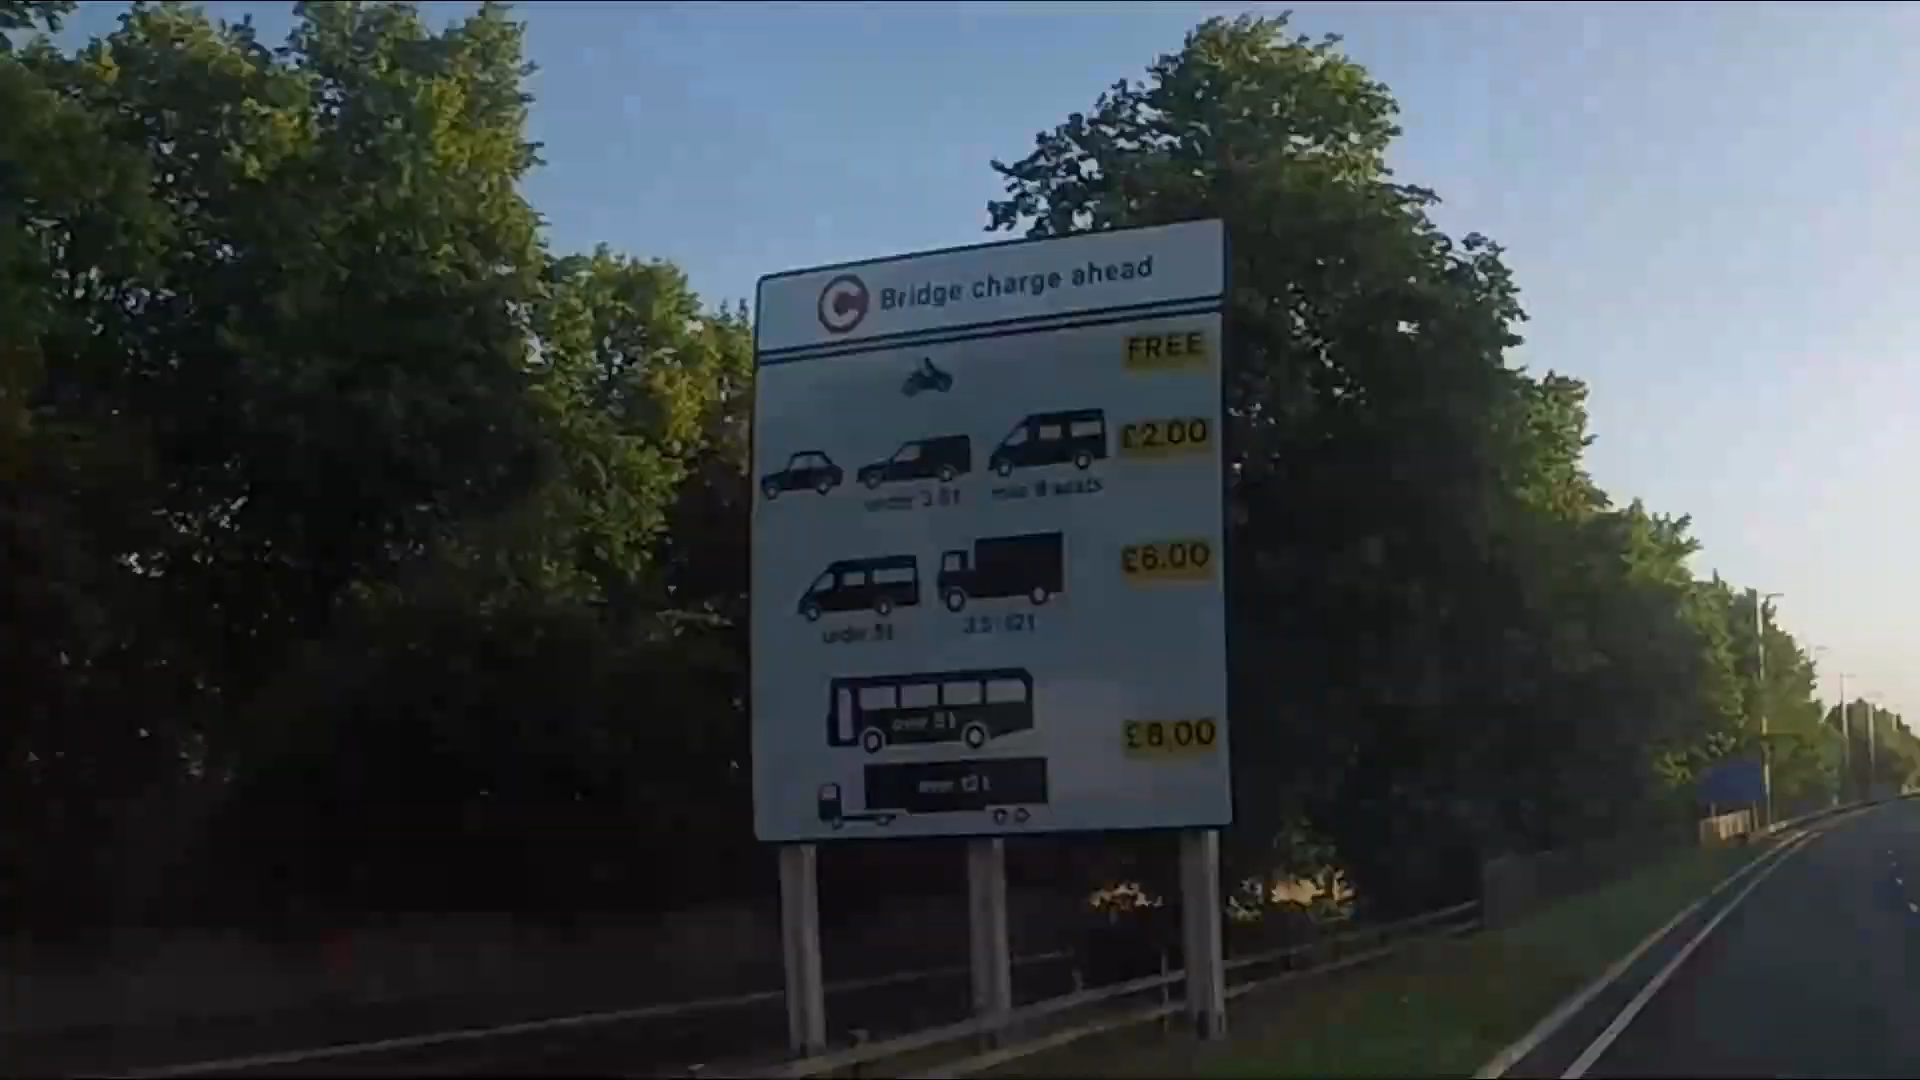 C Bridge charge ahead
FREE
£2.00
under 3.5t max 8 seats
£6.00
under 5t 3.5 12t
over 5t
£8.00
over 12t